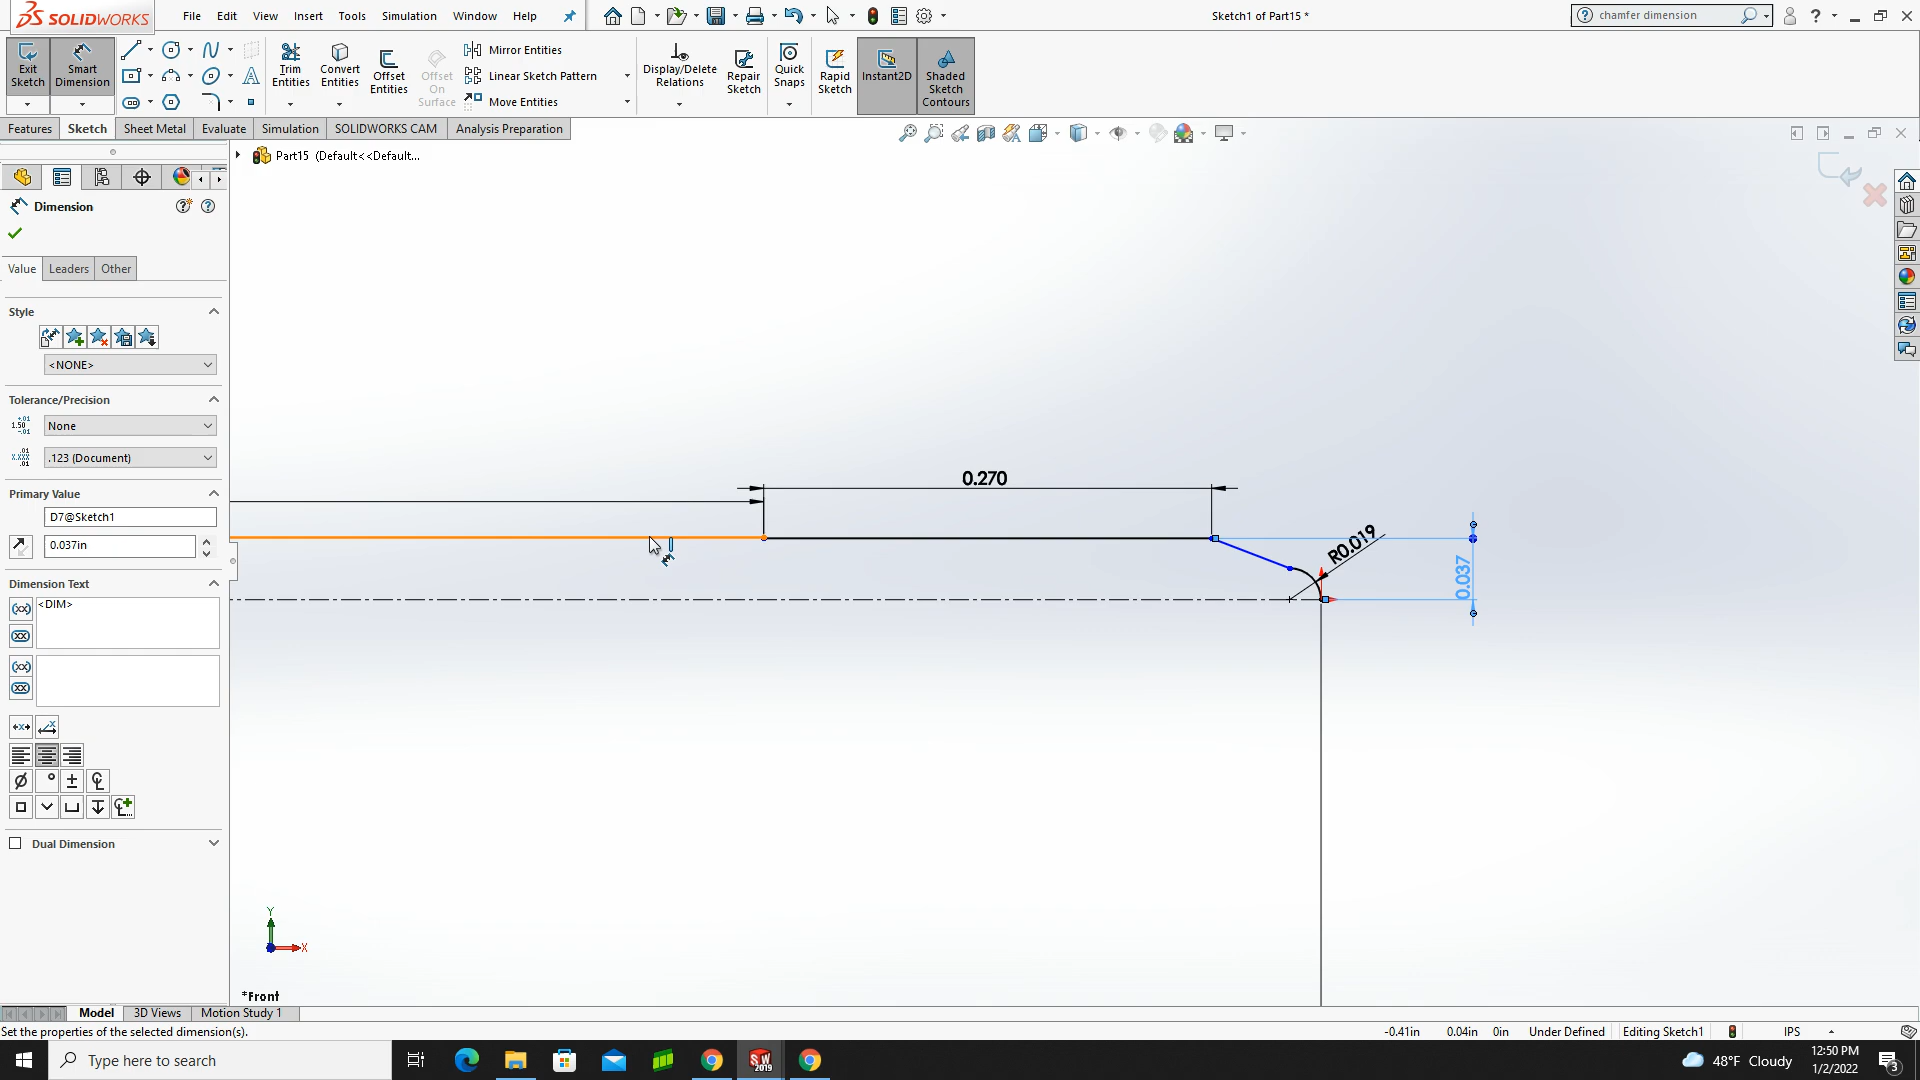 SOLIDWORKS
File Edit View Insert Tools Simulation Window Help
Sketch1 of Part15 *
chamfer dimension
Exit Sketch
Smart Dimension
Trim Entities
Convert Entities
Offset Entities
Offset On Surface
Mirror Entities
Linear Sketch Pattern
Move Entities
Display/Delete Relations
Repair Sketch
Quick Snaps
Rapid Sketch
Instant2D
Shaded Sketch Contours
Features Sketch Sheet Metal Evaluate Simulation SOLIDWORKS CAM Analysis Preparation
Part15 (Default<<Default...
Dimension
Value Leaders Other
Style
<NONE>
Tolerance/Precision
None
.123 (Document)
Primary Value
D7@Sketch1
0.037in
Dimension Text
<DIM>
Dual Dimension
0.270
R0.019
0.037
Y
X
*Front
Model 3D Views Motion Study 1
Set the properties of the selected dimension(s).
-0.41in 0.04in 0in Under Defined Editing Sketch1 IPS
Type here to search
SW 2019
48°F Cloudy
12:50 PM
1/2/2022
3